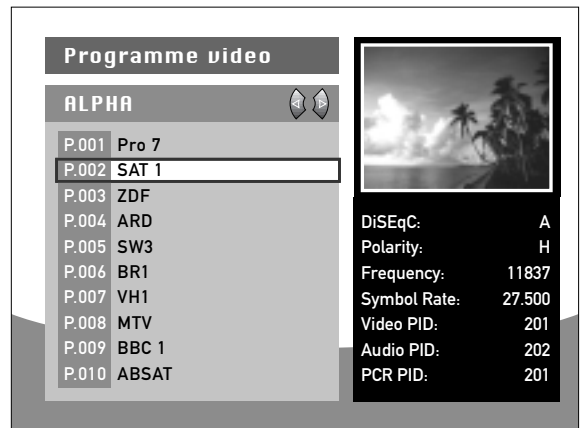 Programme video
ALPHA
P.001 Pro 7
P.002 SAT 1
P.003 ZDF
P.004 ARD
P.005 SW3
P.006 BR1
P.007 VH1
P.008 MTV
P.009 BBC 1
P.010 ABSAT
DiSEqC: A
Polarity: H
Frequency: 11837
Symbol Rate: 27.500
Video PID: 201
Audio PID: 202
PCR PID: 201